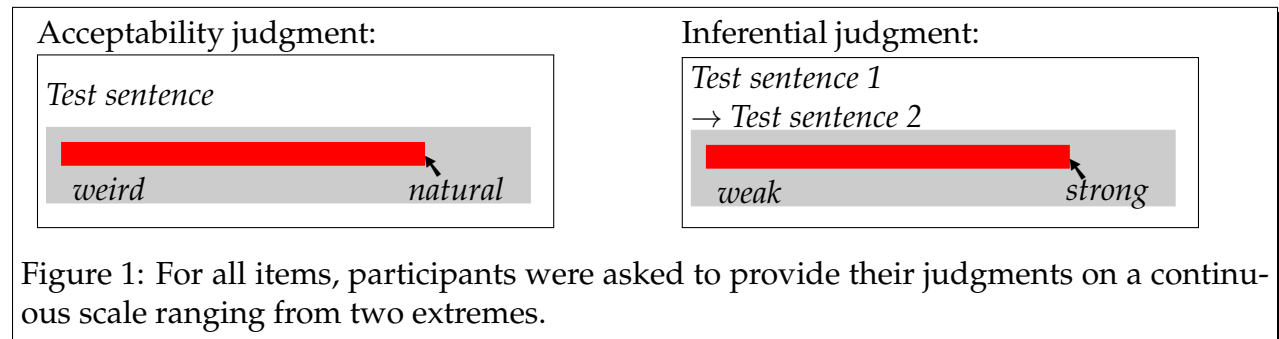 Acceptability judgment:
Test sentence
weird natural
Inferential judgment:
Test sentence 1
→ Test sentence 2
weak strong
Figure 1: For all items, participants were asked to provide their judgments on a continu-
ous scale ranging from two extremes.